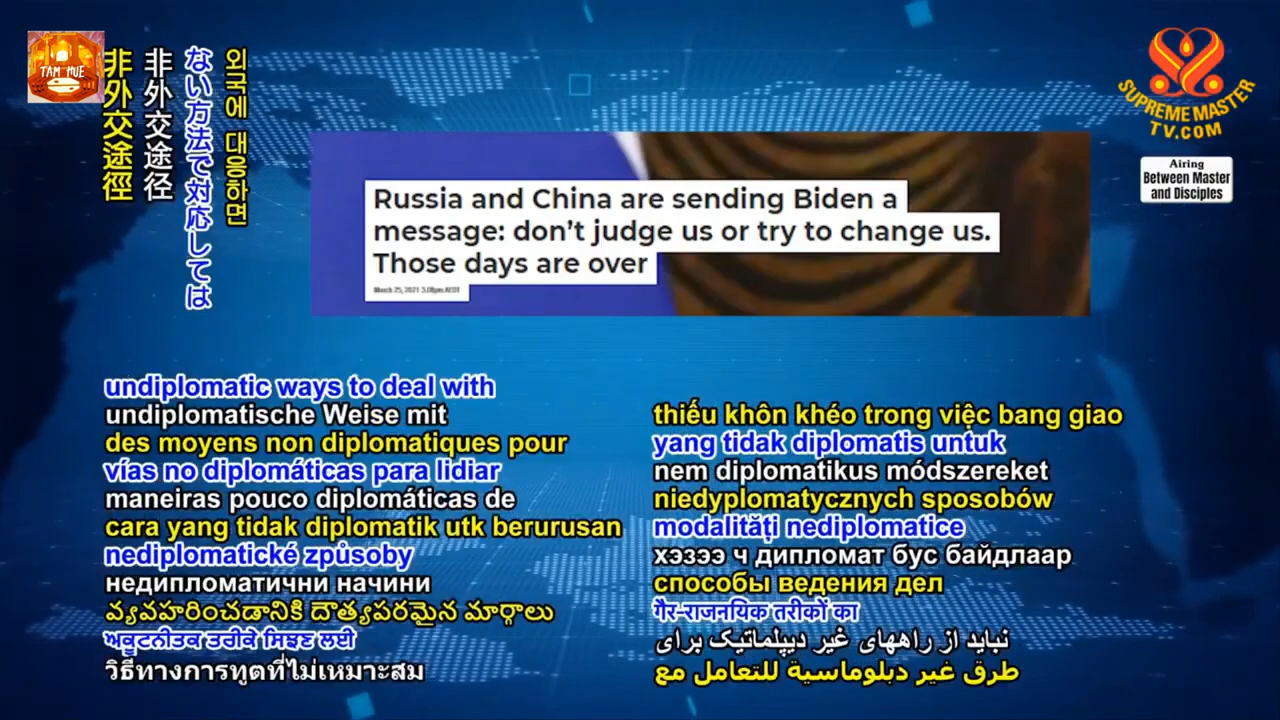 TAM HUE
非外交途徑
非外交途径
ない方法で対応しては
외국에 대응하면
SUPREME MASTER
TV.COM
Airing
Between Master
and Disciples
Russia and China are sending Biden a
message: don’t judge us or try to change us.
Those days are over
March 25, 2021 3.08pm AEDT
undiplomatic ways to deal with
undiplomatische Weise mit
des moyens non diplomatiques pour
vías no diplomáticas para lidiar
maneiras pouco diplomáticas de
cara yang tidak diplomatik utk berurusan
nediplomatické způsoby
недипломатични начини
వ్యవహరించడానికి దౌత్యపరమైన మార్గాలు
ਅਕੂਟਨੀਤਕ ਤਰੀਕੇ ਸਿਝਣ ਲਈ
วิธีทางการทูตที่ไม่เหมาะสม
thiếu khôn khéo trong việc bang giao
yang tidak diplomatis untuk
nem diplomatikus módszereket
niedyplomatycznych sposobów
modalități nediplomatice
хэзээ ч дипломат бус байдлаар
способы ведения дел
गैर-राजनयिक तरीकों का
نباید از راههای غیر دیپلماتیک برای
طرق غير دبلوماسية للتعامل مع